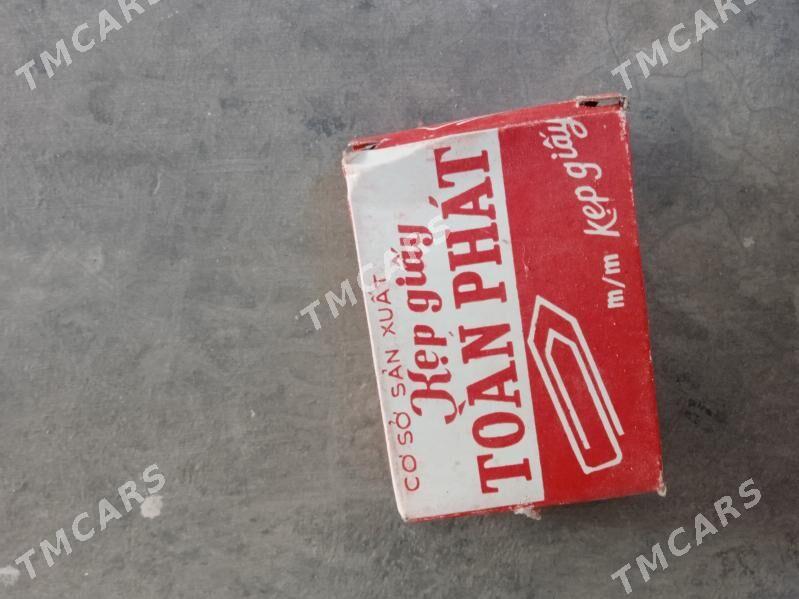 CƠ SỞ SẢN XUẤT
Kẹp giấy
TOÀN PHÁT
m/m kẹp giấy
TMCARS
TMCARS
TMCARS
TMCARS
TMCARS